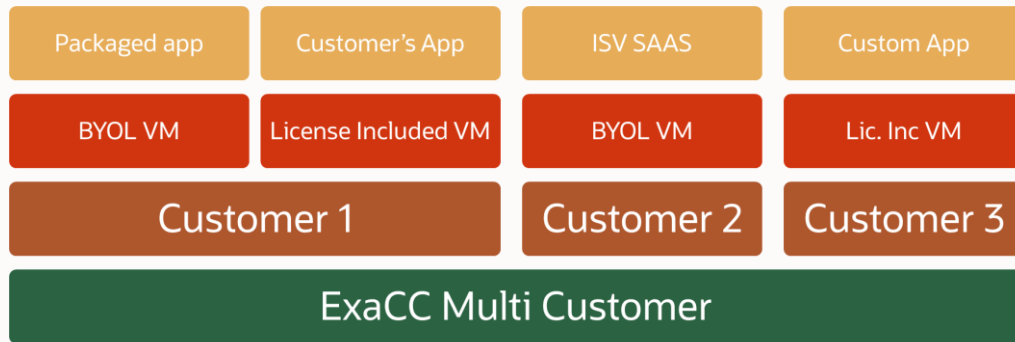 Packaged app
Customer's App
ISV SAAS
Custom App
BYOL VM
License Included VM
BYOL VM
Lic. Inc VM
Customer 1
Customer 2
Customer 3
ExaCC Multi Customer